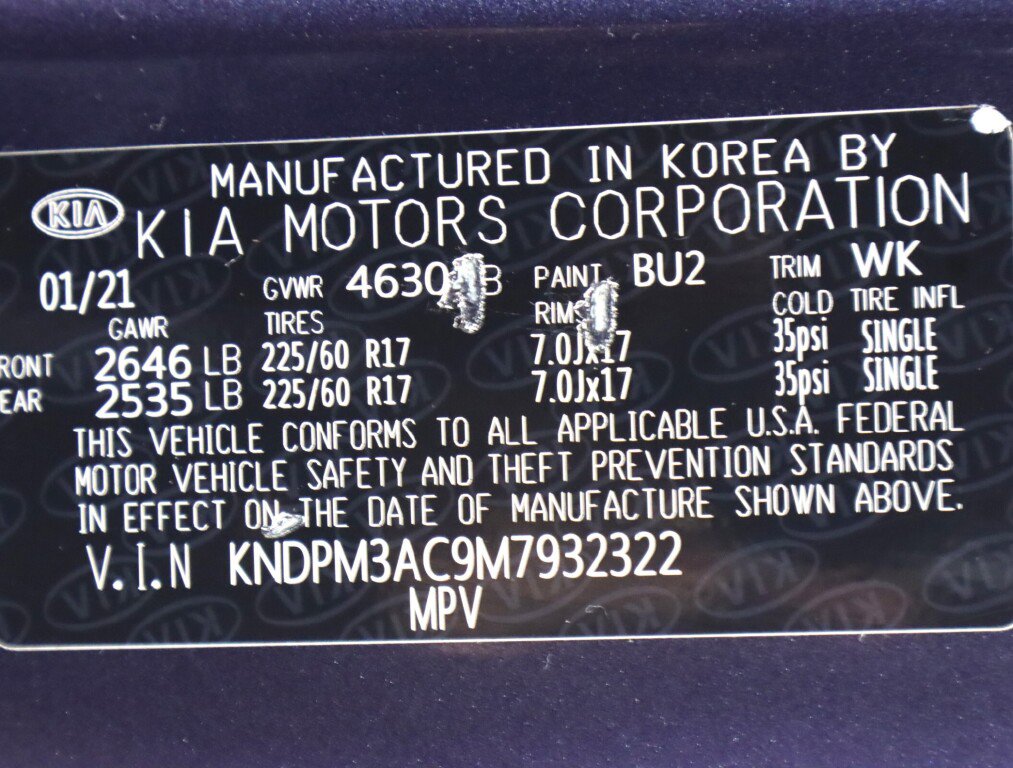 MANUFACTURED IN KOREA BY
KIA KIA MOTORS CORPORATION
01/21 GVWR 4630 PAINT BU2 TRIM WK
GAWR TIRES RIMS COLD TIRE INFL
RONT 2646 LB 225/60 R17 7.0Jx17 35psi SINGLE
EAR 2535 LB 225/60 R17 7.0Jx17 35psi SINGLE
THIS VEHICLE CONFORMS TO ALL APPLICABLE U.S.A. FEDERAL
MOTOR VEHICLE SAFETY AND THEFT PREVENTION STANDARDS
IN EFFECT ON THE DATE OF MANUFACTURE SHOWN ABOVE.
V.I.N KNDPM3AC9M7932322
MPV